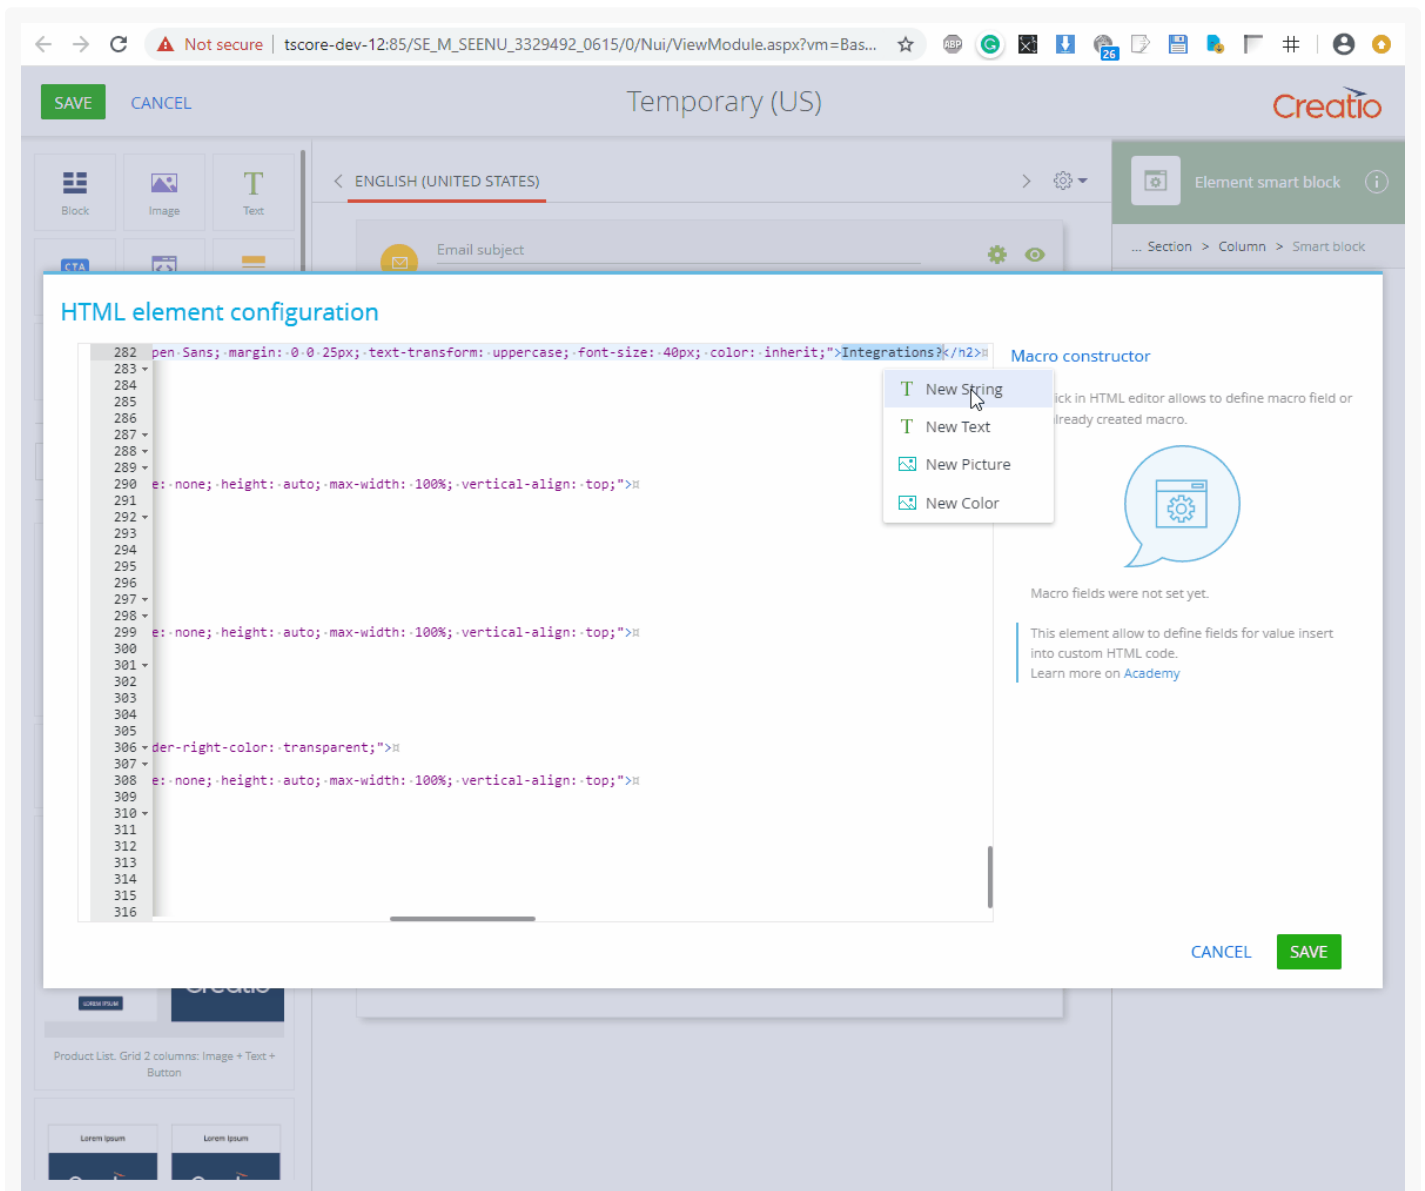 Not secure | tscore-dev-12:85/SE_M_SEENU_3329492_0615/0/Nui/ViewModule.aspx?vm=Bas...
ABP
G
26
SAVE
CANCEL
Temporary (US)
Creatio
Block
Image
Text
ENGLISH (UNITED STATES)
Element smart block
Email subject
... Section > Column > Smart block
CTA
HTML element configuration
282 pen Sans; margin: 0 0 25px; text-transform: uppercase; font-size: 40px; color: inherit;">Integrations?</h2>¤
283
284
285
286
287
288
289
290 e: none; height: auto; max-width: 100%; vertical-align: top;">¤
291
292
293
294
295
296
297
298
299 e: none; height: auto; max-width: 100%; vertical-align: top;">¤
300
301
302
303
304
305
306 der-right-color: transparent;">¤
307
308 e: none; height: auto; max-width: 100%; vertical-align: top;">¤
309
310
311
312
313
314
315
316
New String
New Text
New Picture
New Color
Macro constructor
ick in HTML editor allows to define macro field or
lready created macro.
Macro fields were not set yet.
This element allow to define fields for value insert
into custom HTML code.
Learn more on Academy
CANCEL
SAVE
LOREM IPSUM
Product List. Grid 2 columns: Image + Text +
Button
Lorem Ipsum
Lorem Ipsum